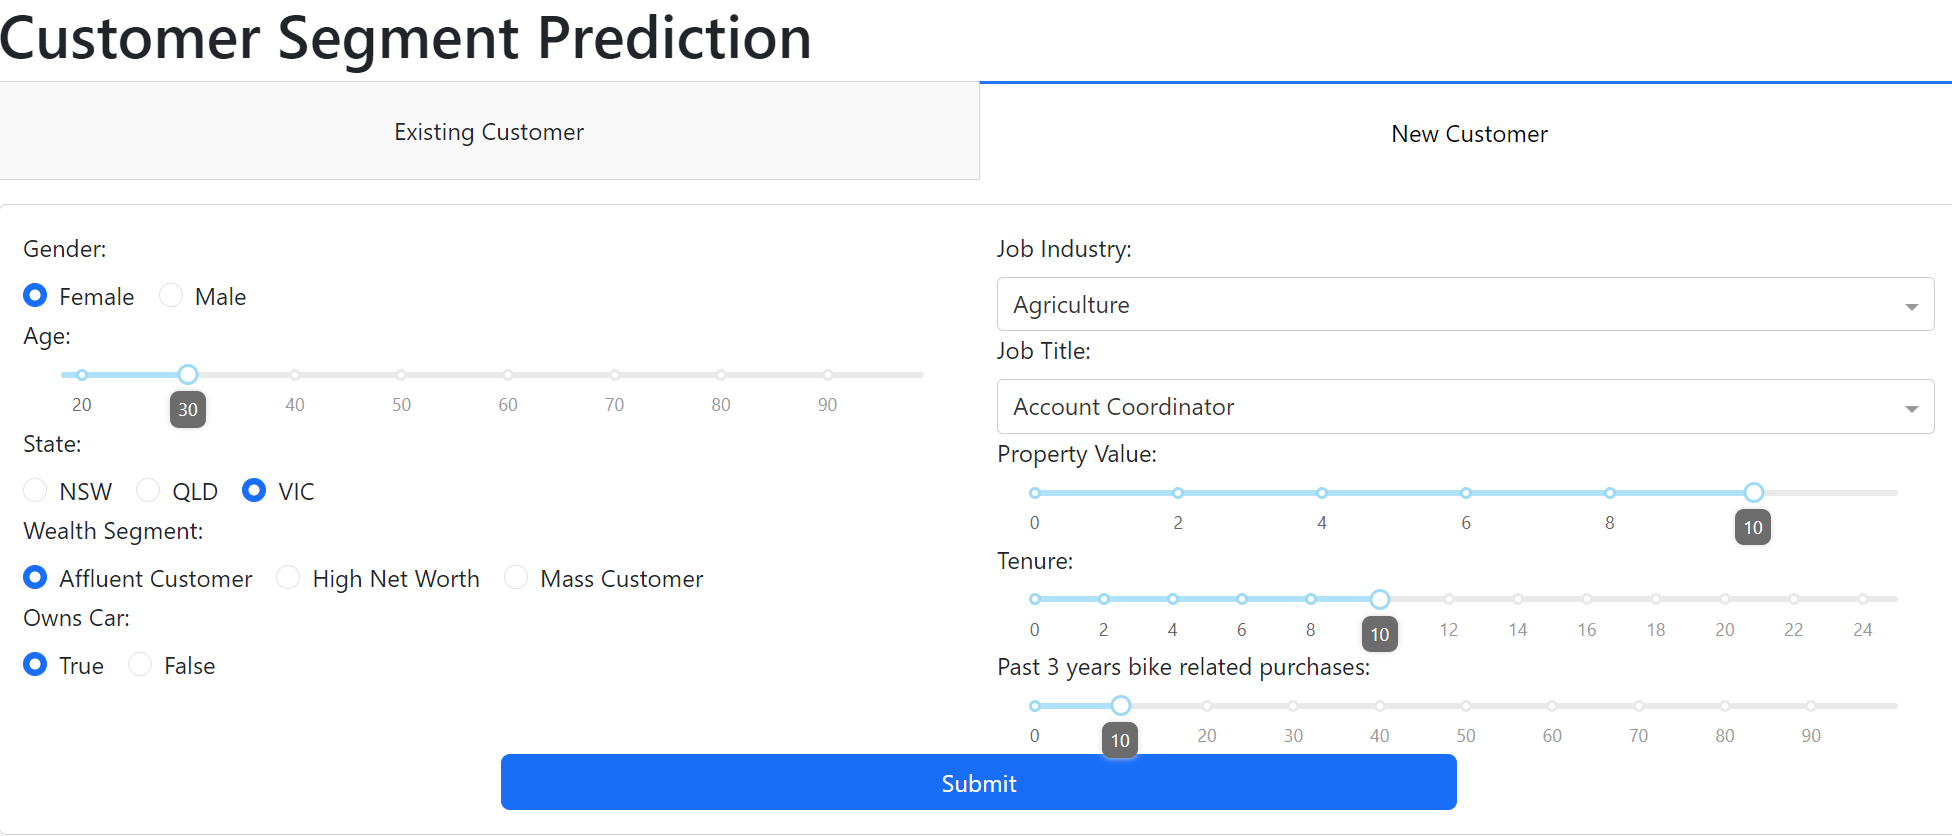 Customer Segment Prediction
Existing Customer
New Customer
Gender:
Female Male
Age:
20 30 40 50 60 70 80 90
State:
NSW QLD VIC
Wealth Segment:
Affluent Customer High Net Worth Mass Customer
Owns Car:
True False
Job Industry:
Agriculture
Job Title:
Account Coordinator
Property Value:
0 2 4 6 8 10
Tenure:
0 2 4 6 8 10 12 14 16 18 20 22 24
Past 3 years bike related purchases:
0 10 20 30 40 50 60 70 80 90
Submit